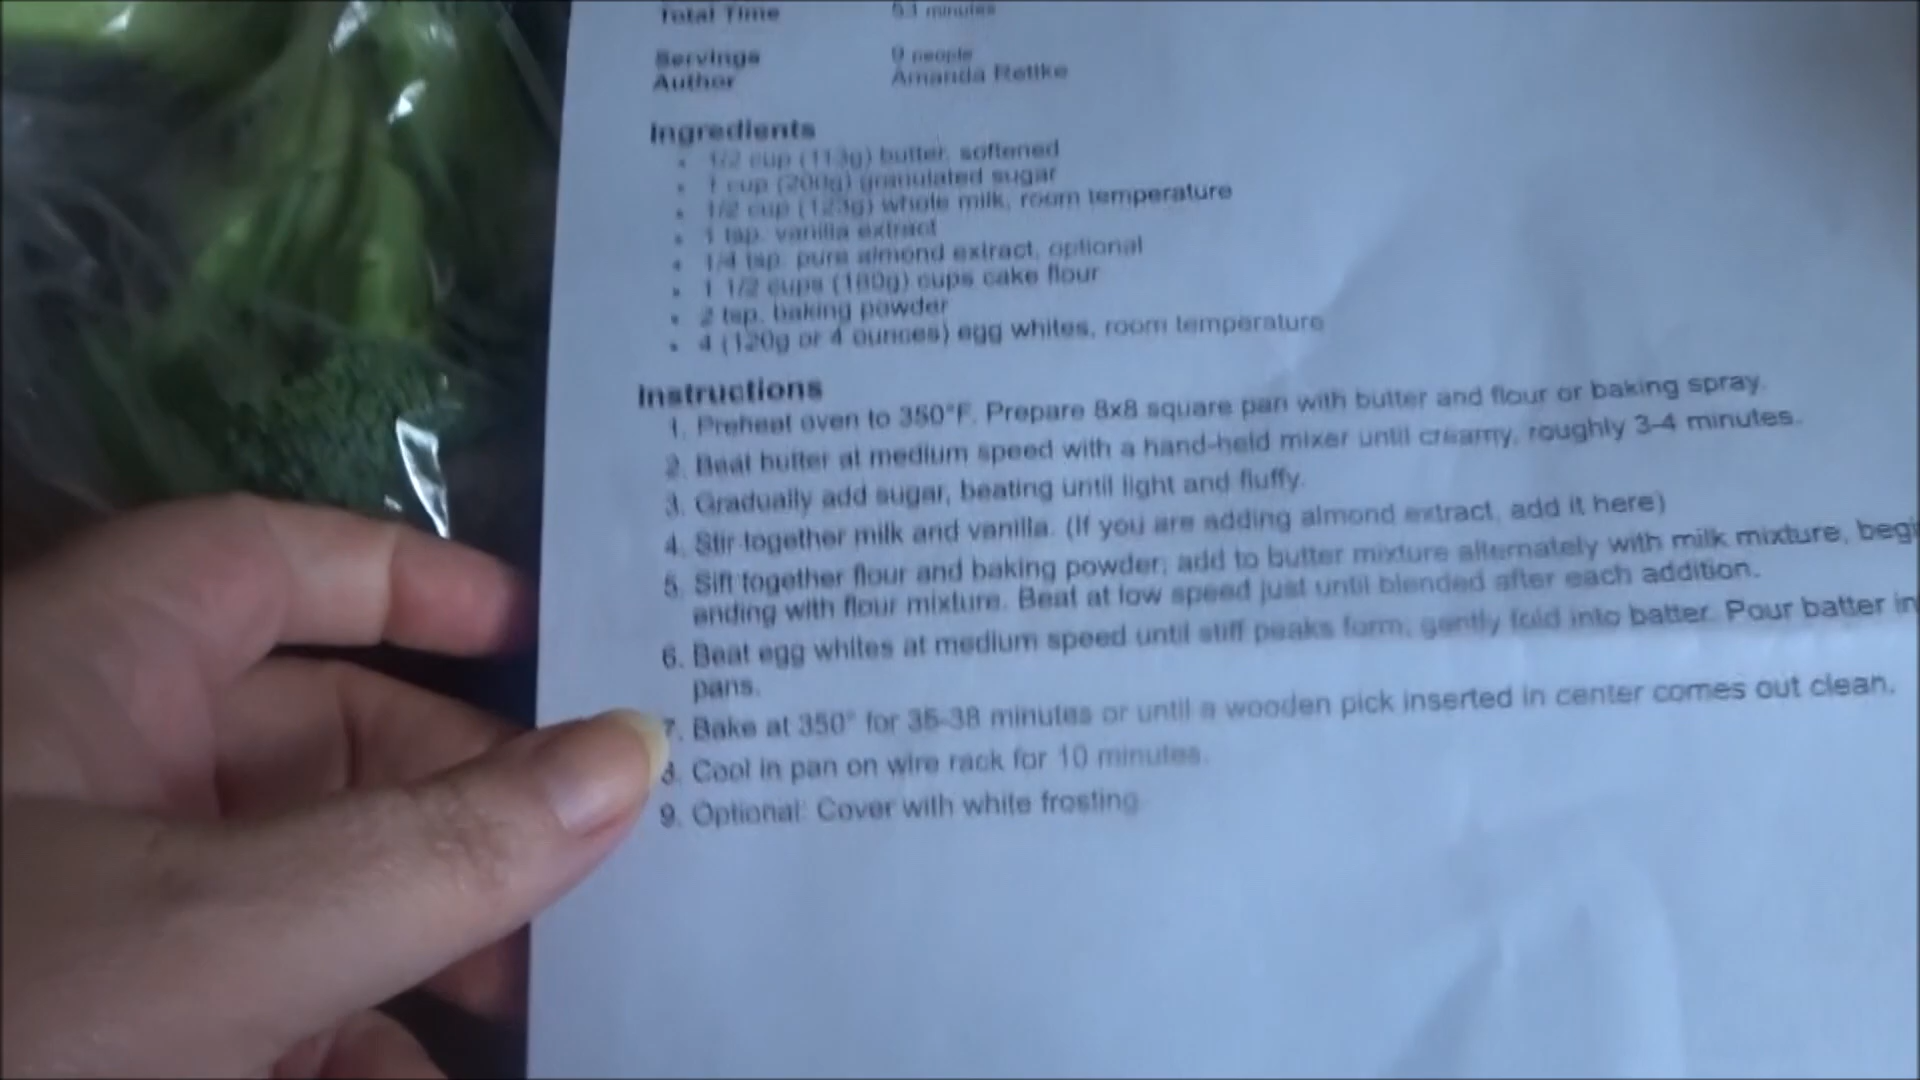 Total Time 53 minutes
Servings 9 people
Author Amanda Rettke
Ingredients
• 1/2 cup (113g) butter, softened
• 1 cup (200g) granulated sugar
• 1/2 cup (123g) whole milk, room temperature
• 1 tsp. vanilla extract
• 1/4 tsp. pure almond extract, optional
• 1 1/2 cups (180g) cups cake flour
• 2 tsp. baking powder
• 4 (120g or 4 ounces) egg whites, room temperature
Instructions
1. Preheat oven to 350°F. Prepare 8x8 square pan with butter and flour or baking spray.
2. Beat butter at medium speed with a hand-held mixer until creamy, roughly 3-4 minutes.
3. Gradually add sugar, beating until light and fluffy.
4. Stir together milk and vanilla. (If you are adding almond extract, add it here)
5. Sift together flour and baking powder; add to butter mixture alternately with milk mixture, begi
ending with flour mixture. Beat at low speed just until blended after each addition.
6. Beat egg whites at medium speed until stiff peaks form; gently fold into batter. Pour batter in
pans.
7. Bake at 350° for 35-38 minutes or until a wooden pick inserted in center comes out clean.
8. Cool in pan on wire rack for 10 minutes.
9. Optional: Cover with white frosting